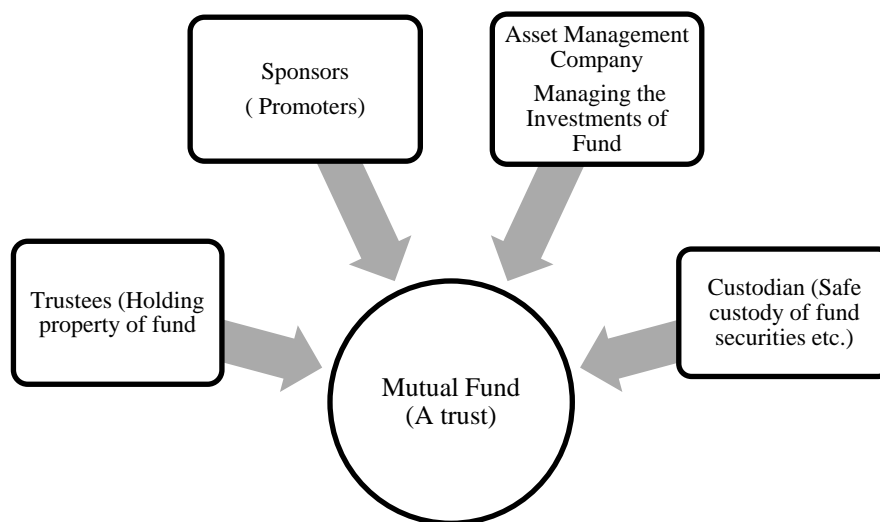 Sponsors
( Promoters)
Asset Management
Company
Managing the
Investments of
Fund
Trustees (Holding
property of fund
Custodian (Safe
custody of fund
securities etc.)
Mutual Fund
(A trust)